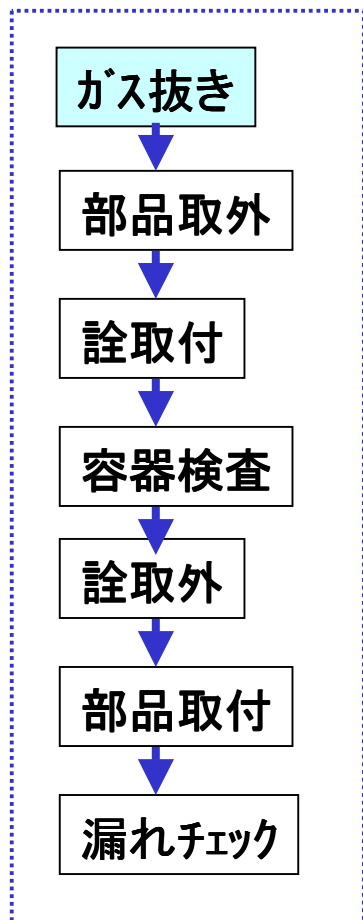 ガス抜き
部品取外
詮取付
容器検査
詮取外
部品取付
漏れチェック